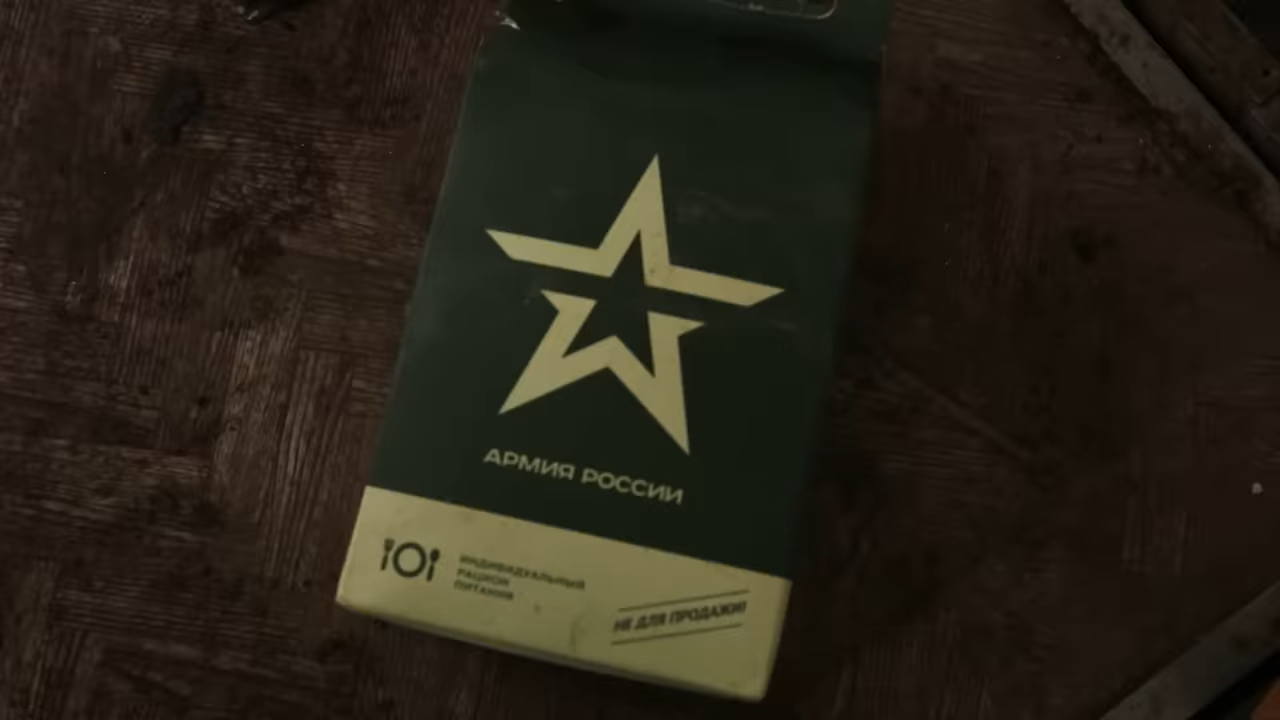 АРМИЯ РОССИИ
ИНДИВИДУАЛЬНЫЙ
РАЦИОН
ПИТАНИЯ
НЕ ДЛЯ ПРОДАЖИ!